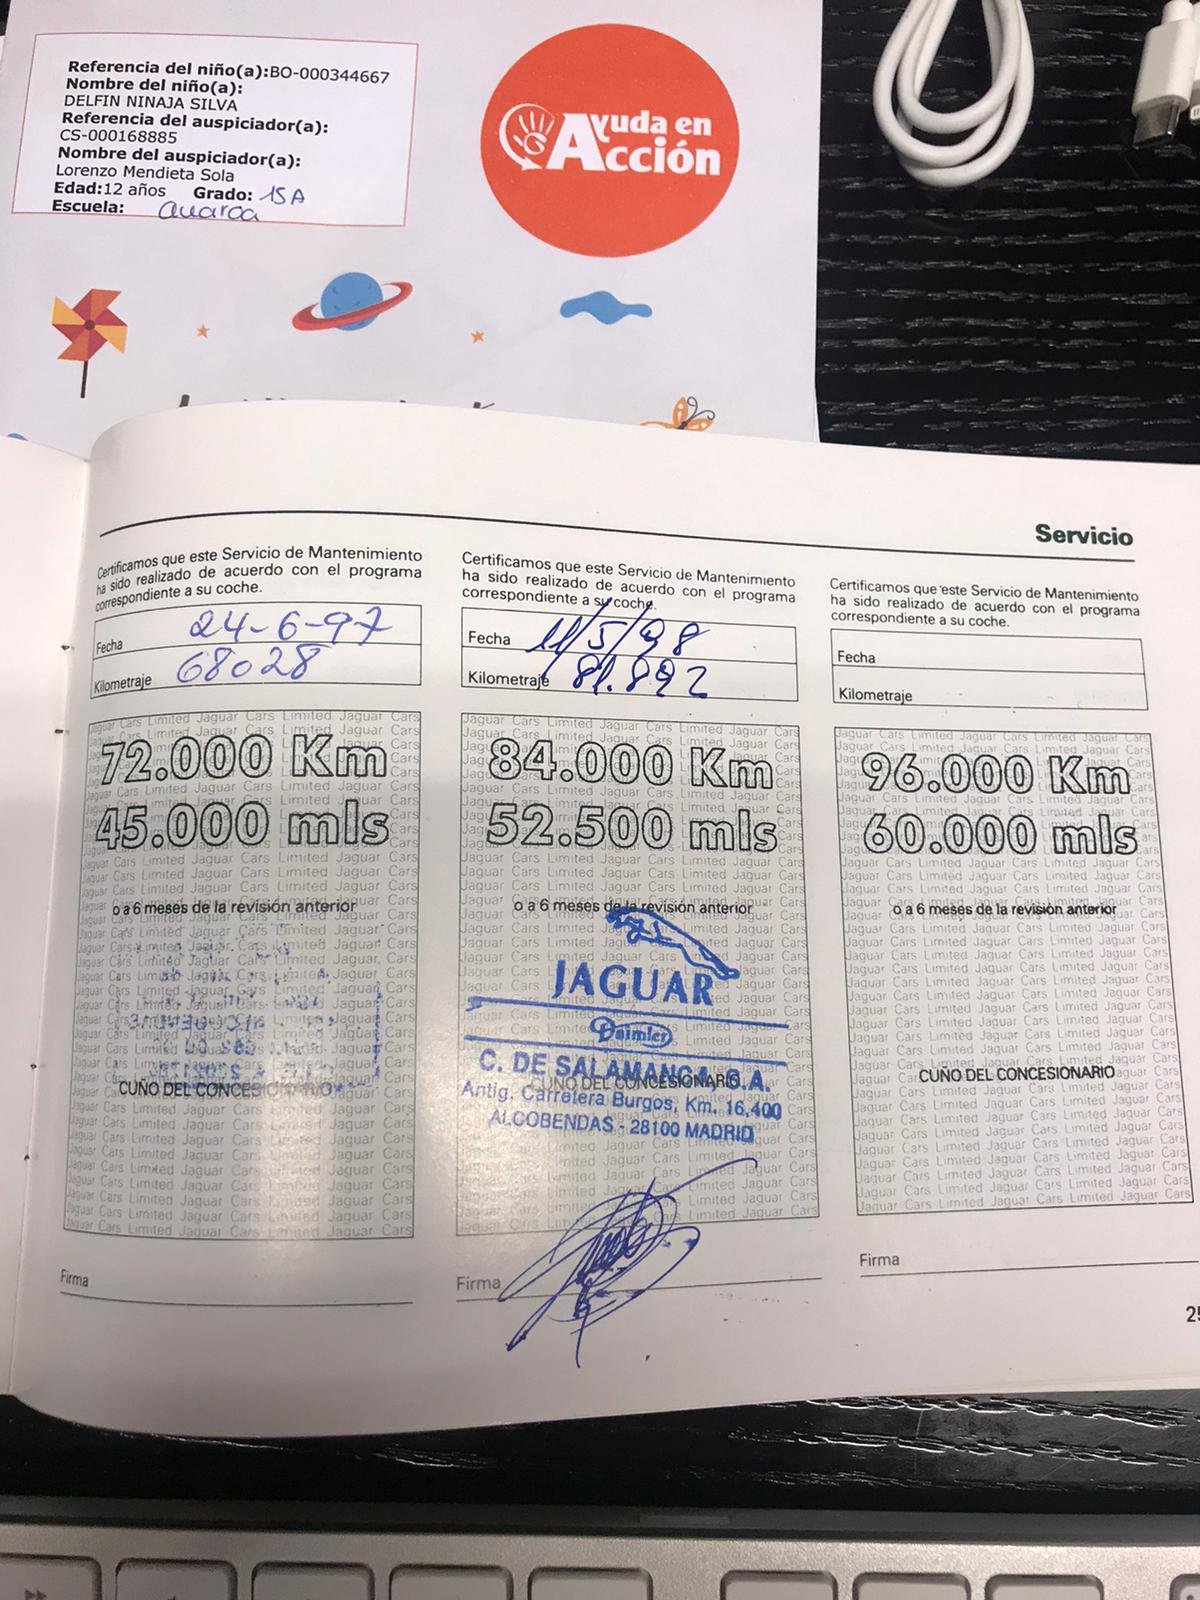 Referencia del niño(a):BO-000344667
Nombre del niño(a):
DELFIN NINAJA SILVA
Referencia del auspiciador(a):
CS-000168885
Nombre del auspiciador(a):
Lorenzo Mendieta Sola
Edad:12 años Grado: 1SA
Escuela:
Ayuda en
Acción
Servicio
Certificamos que este Servicio de Mantenimiento
ha sido realizado de acuerdo con el programa
correspondiente a su coche.
Fecha 24-6-97
Kilometraje 68028
72.000 Km
45.000 mls
o a 6 meses de la revisión anterior
CUÑO DEL CONCESIONARIO
Firma
Certificamos que este Servicio de Mantenimiento
ha sido realizado de acuerdo con el programa
correspondiente a su coche.
Fecha 11/5/98
Kilometraje 81.892
84.000 Km
52.500 mls
o a 6 meses de la revisión anterior
JAGUAR
Daimler
C. DE SALAMANCA, S.A.
CUÑO DEL CONCESIONARIO
Antig. Carretera Burgos, Km. 16,400
ALCOBENDAS - 28100 MADRID
Firma
Certificamos que este Servicio de Mantenimiento
ha sido realizado de acuerdo con el programa
correspondiente a su coche.
Fecha
Kilometraje
96.000 Km
60.000 mls
o a 6 meses de la revisión anterior
CUÑO DEL CONCESIONARIO
Firma
Jaguar Cars Limited Jaguar Cars Limited Jaguar Cars
25